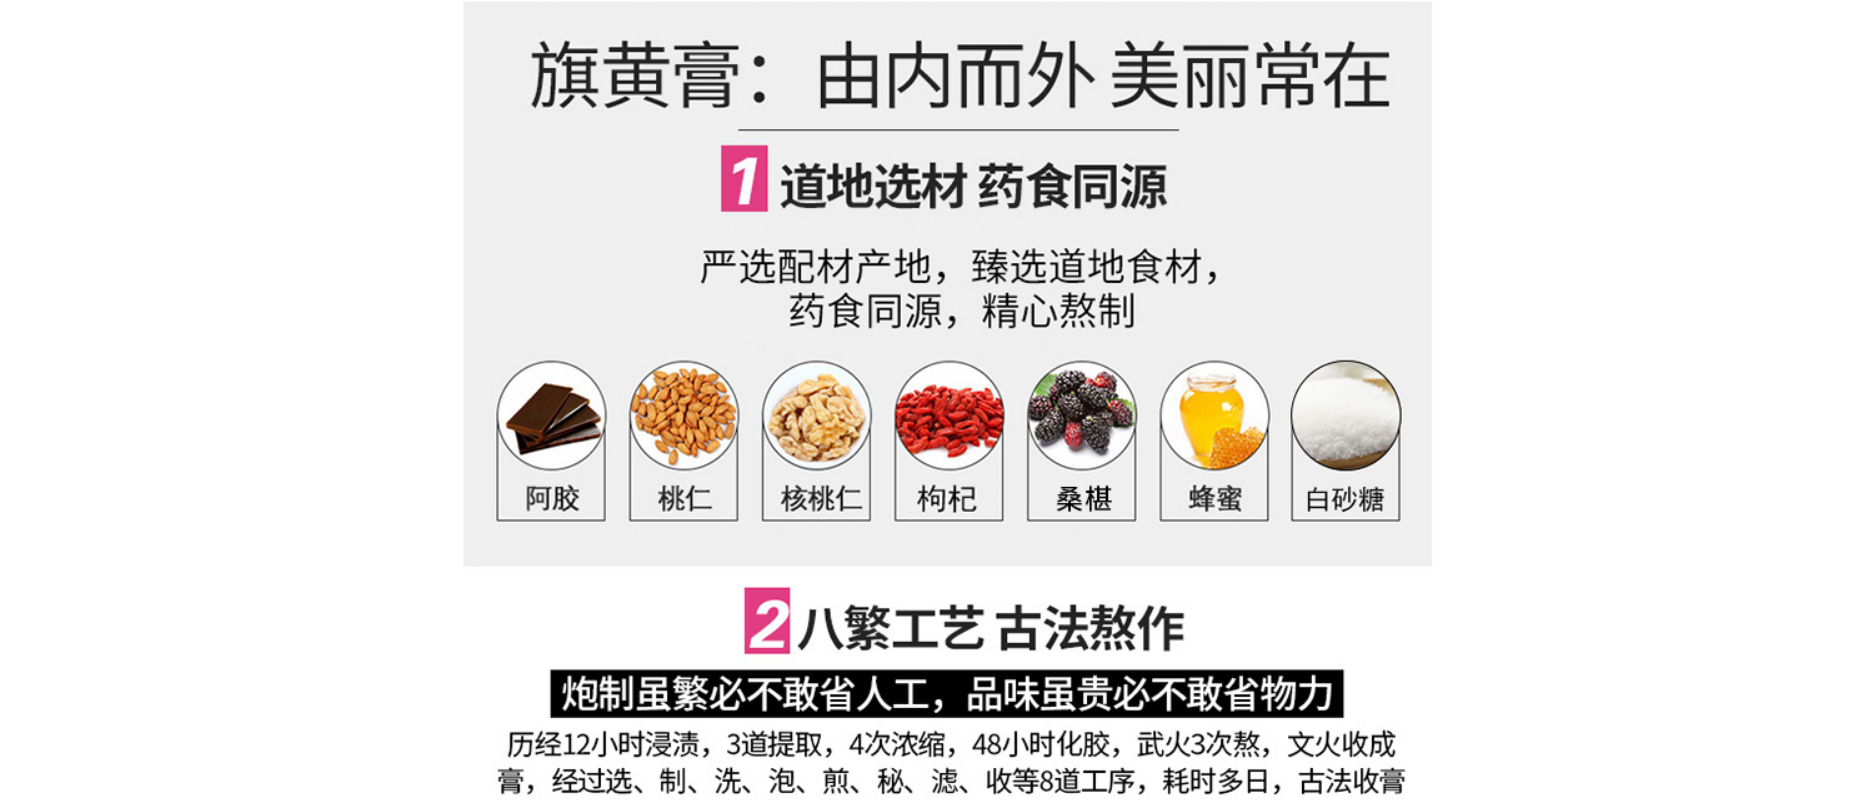 旗黄膏：由内而外 美丽常在
1 道地选材 药食同源
严选配材产地，臻选道地食材，
药食同源，精心熬制
阿胶 桃仁 核桃仁 枸杞 桑椹 蜂蜜 白砂糖
2 八繁工艺 古法熬作
炮制虽繁必不敢省人工，品味虽贵必不敢省物力
历经12小时浸渍，3道提取，4次浓缩，48小时化胶，武火3次熬，文火收成
膏，经过选、制、洗、泡、煎、秘、滤、收等8道工序，耗时多日，古法收膏